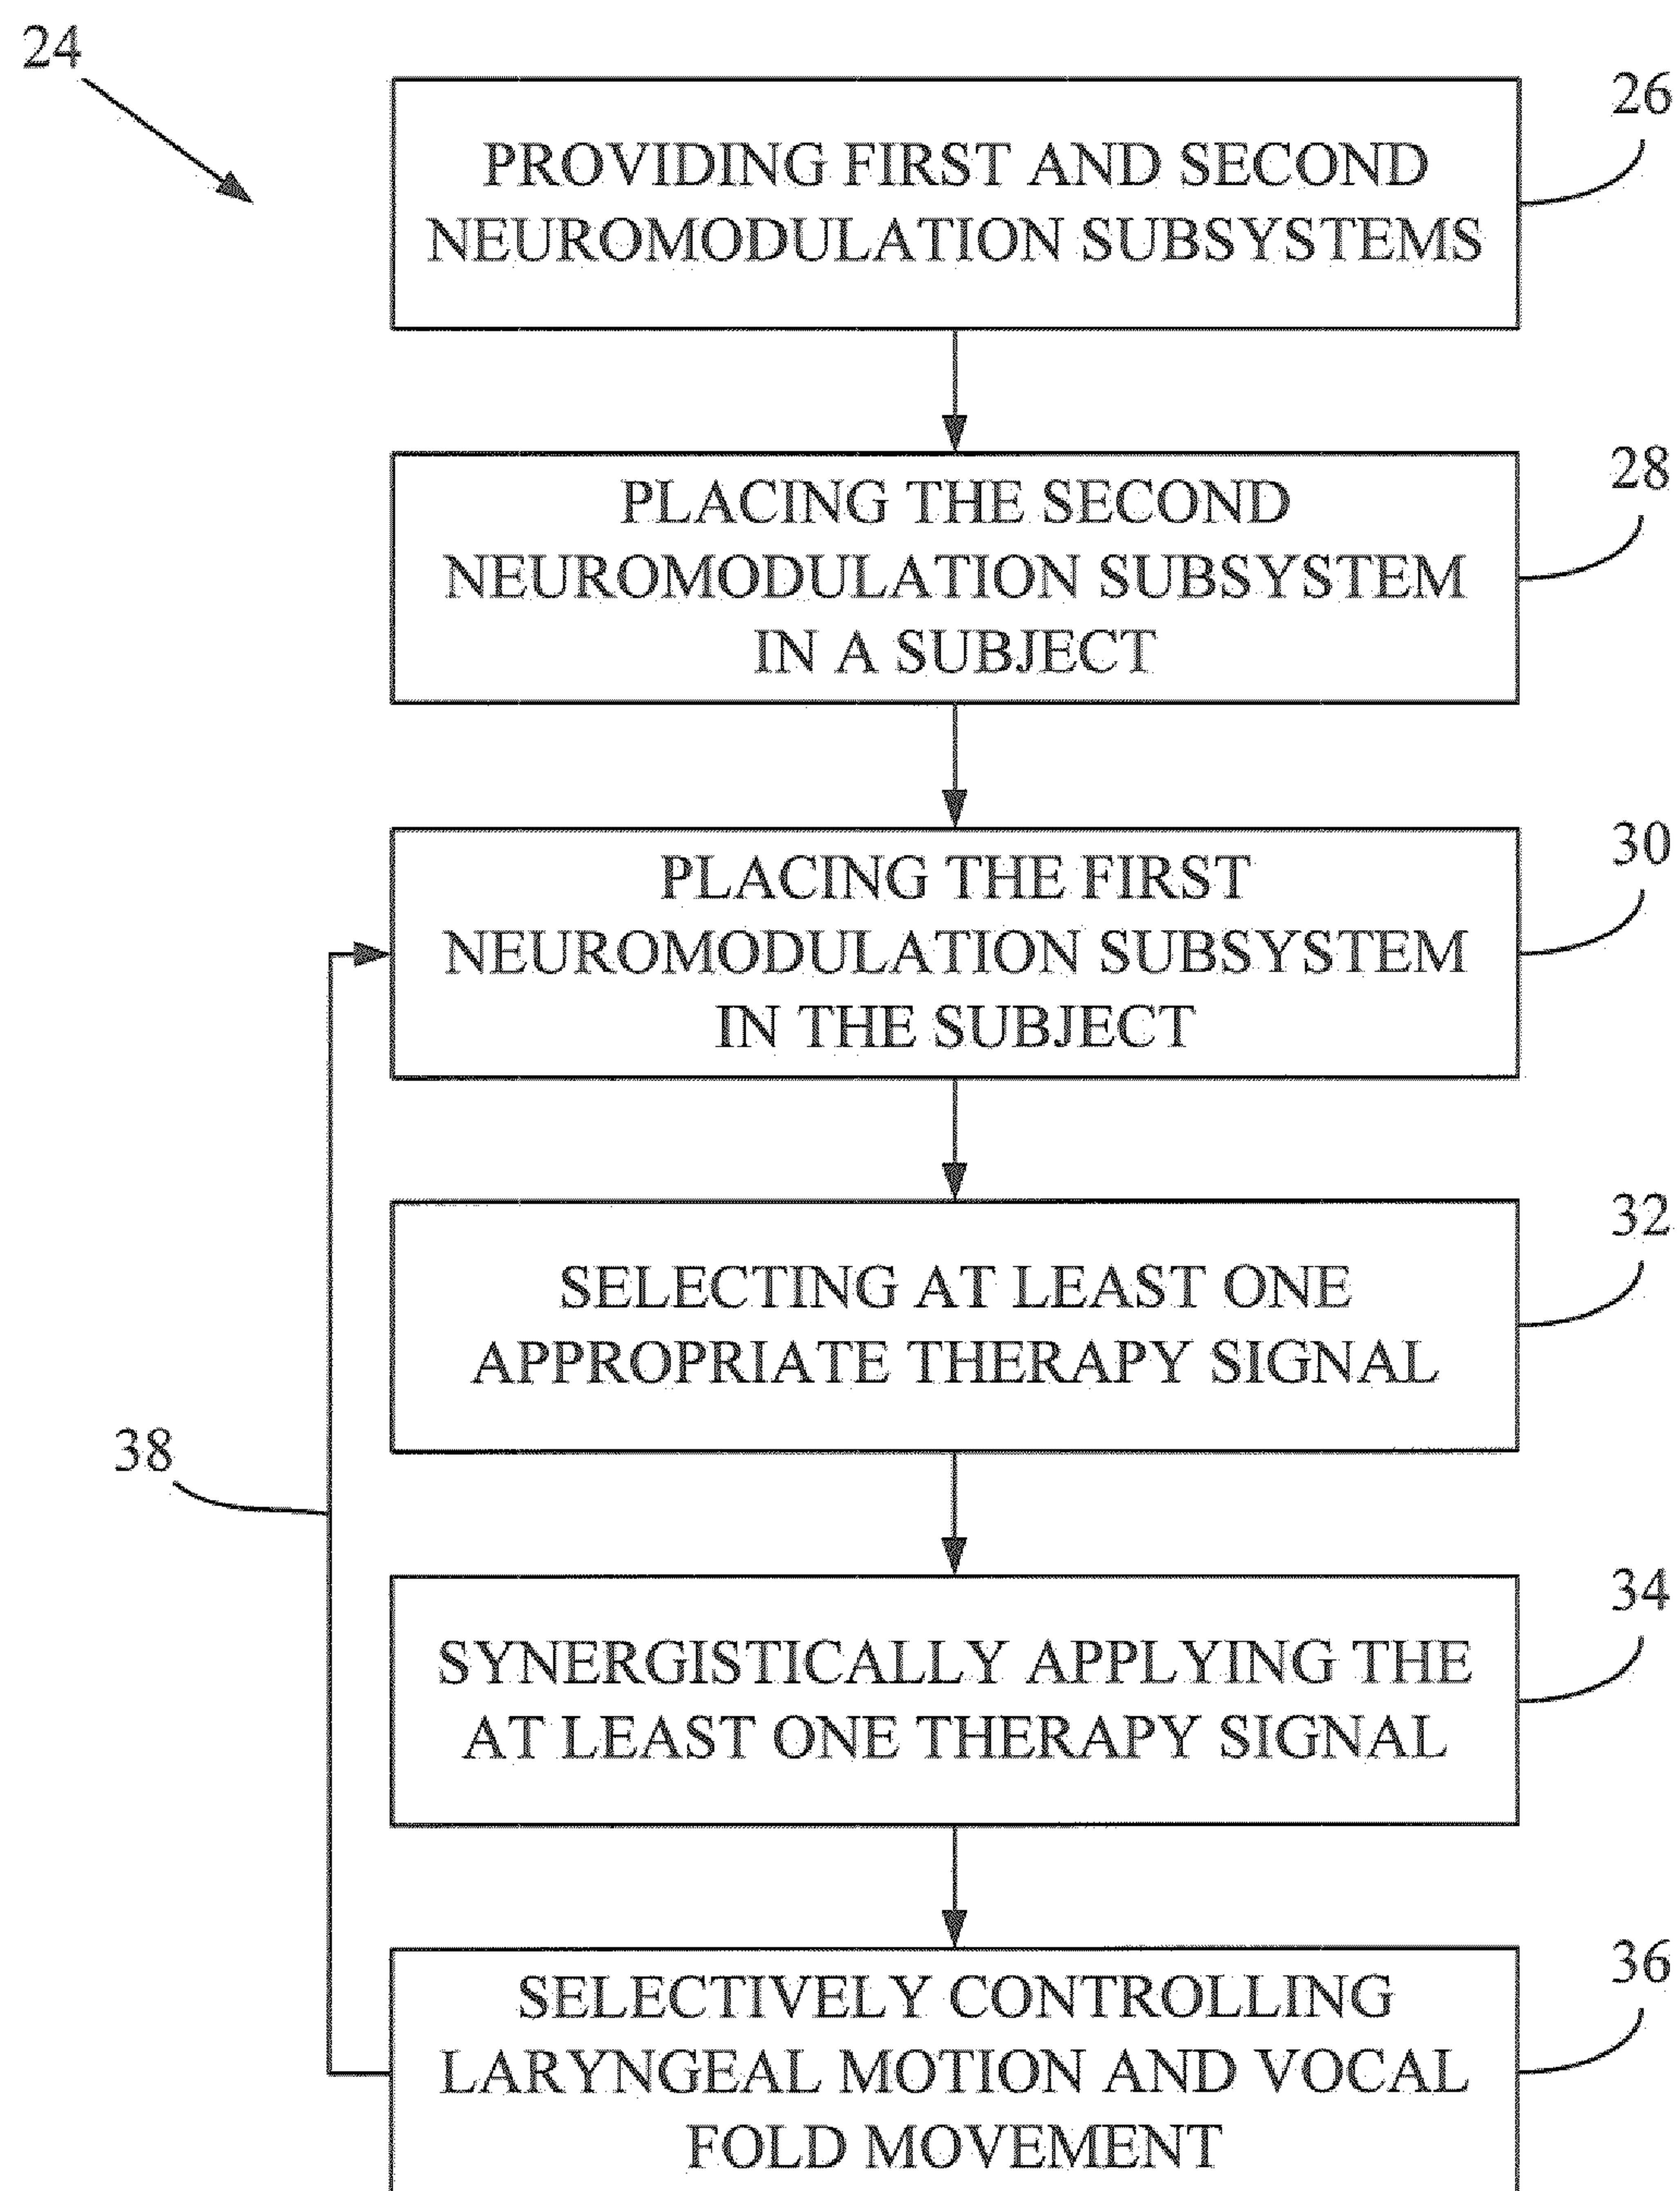 24
26
PROVIDING FIRST AND SECOND
NEUROMODULATION SUBSYSTEMS
28
PLACING THE SECOND
NEUROMODULATION SUBSYSTEM
IN A SUBJECT
30
PLACING THE FIRST
NEUROMODULATION SUBSYSTEM
IN THE SUBJECT
32
SELECTING AT LEAST ONE
APPROPRIATE THERAPY SIGNAL
38
34
SYNERGISTICALLY APPLYING THE
AT LEAST ONE THERAPY SIGNAL
36
SELECTIVELY CONTROLLING
LARYNGEAL MOTION AND VOCAL
FOLD MOVEMENT